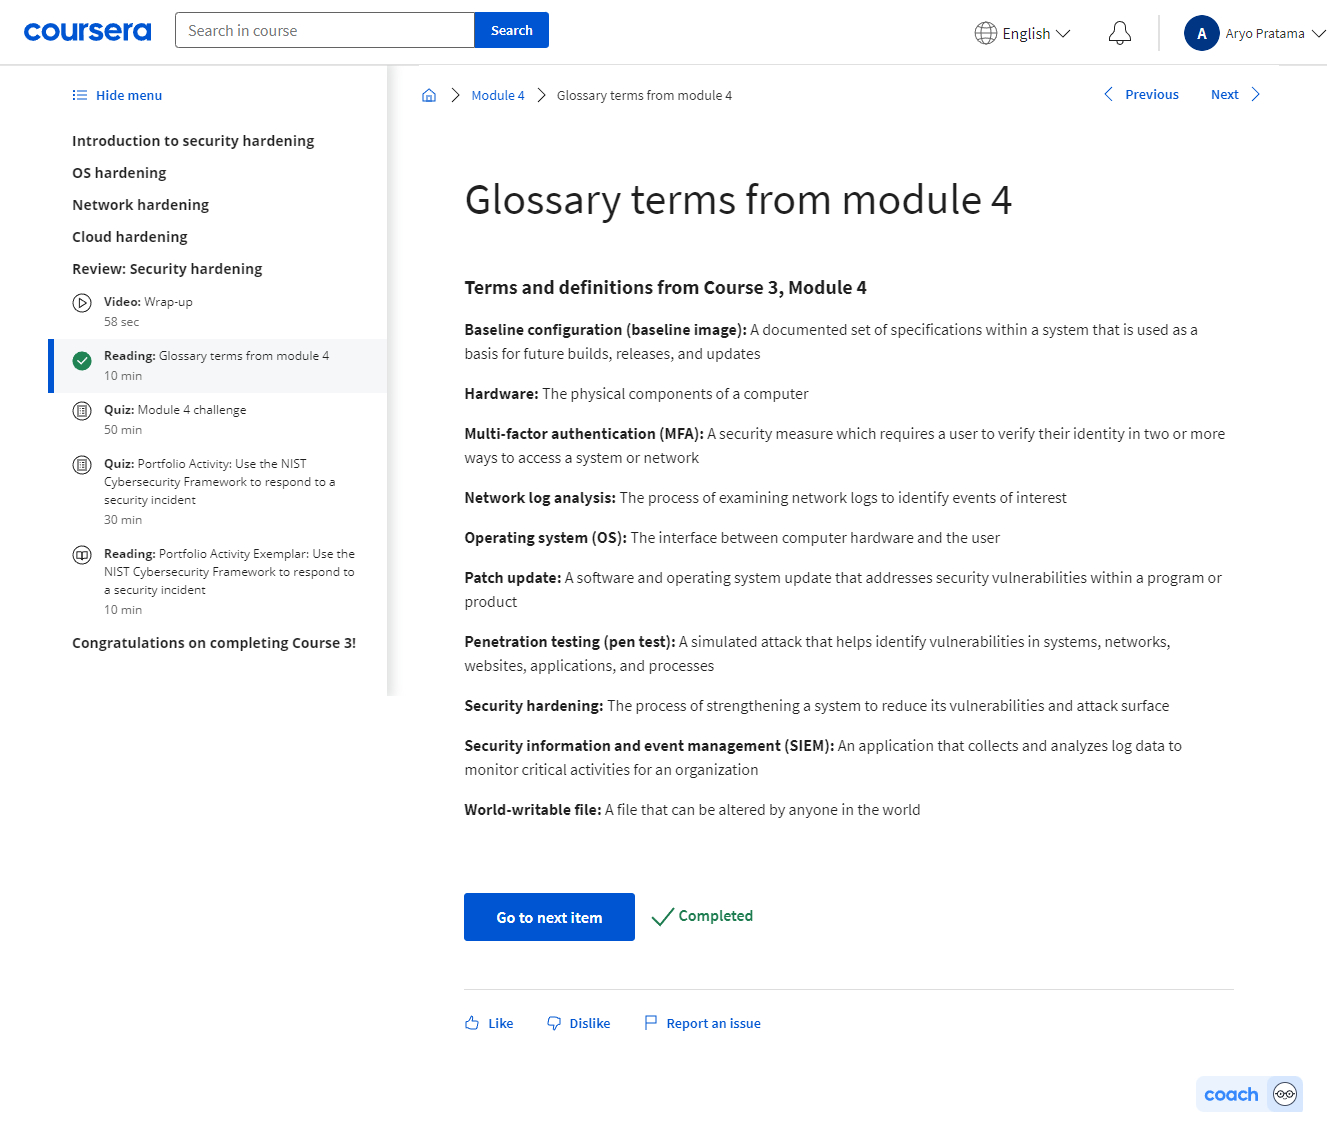 coursera
Search in course
Search
English
A
Aryo Pratama
Hide menu
Introduction to security hardening
OS hardening
Network hardening
Cloud hardening
Review: Security hardening
Video: Wrap-up
58 sec
Reading: Glossary terms from module 4
10 min
Quiz: Module 4 challenge
50 min
Quiz: Portfolio Activity: Use the NIST
Cybersecurity Framework to respond to a
security incident
30 min
Reading: Portfolio Activity Exemplar: Use the
NIST Cybersecurity Framework to respond to
a security incident
10 min
Congratulations on completing Course 3!
Module 4
Glossary terms from module 4
Previous
Next
Glossary terms from module 4
Terms and definitions from Course 3, Module 4
Baseline configuration (baseline image): A documented set of specifications within a system that is used as a
basis for future builds, releases, and updates
Hardware: The physical components of a computer
Multi-factor authentication (MFA): A security measure which requires a user to verify their identity in two or more
ways to access a system or network
Network log analysis: The process of examining network logs to identify events of interest
Operating system (OS): The interface between computer hardware and the user
Patch update: A software and operating system update that addresses security vulnerabilities within a program or
product
Penetration testing (pen test): A simulated attack that helps identify vulnerabilities in systems, networks,
websites, applications, and processes
Security hardening: The process of strengthening a system to reduce its vulnerabilities and attack surface
Security information and event management (SIEM): An application that collects and analyzes log data to
monitor critical activities for an organization
World-writable file: A file that can be altered by anyone in the world
Go to next item
Completed
Like
Dislike
Report an issue
coach